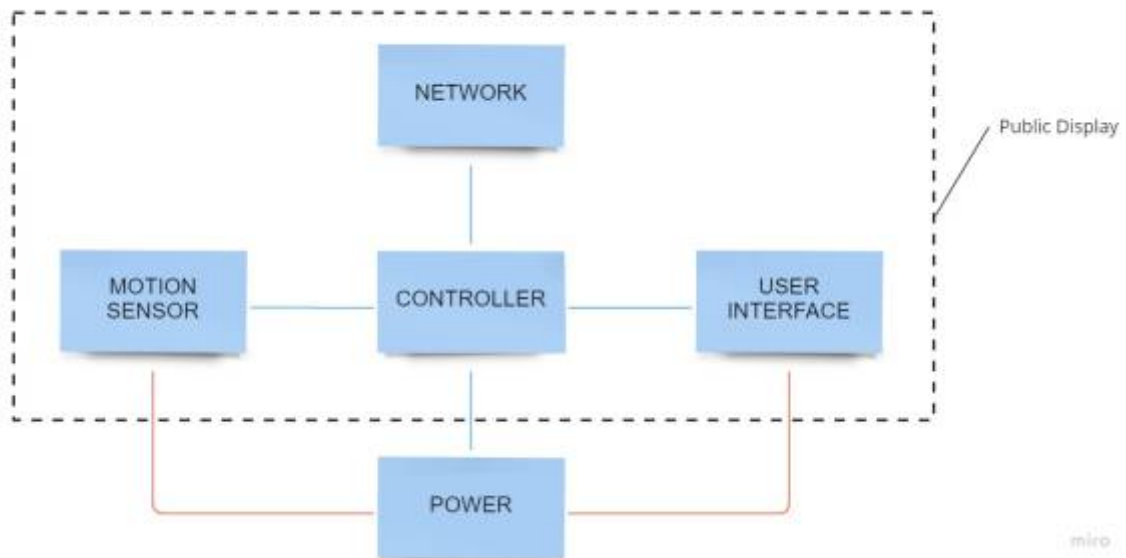 NETWORK
Public Display
MOTION
SENSOR
CONTROLLER
USER
INTERFACE
POWER
miro